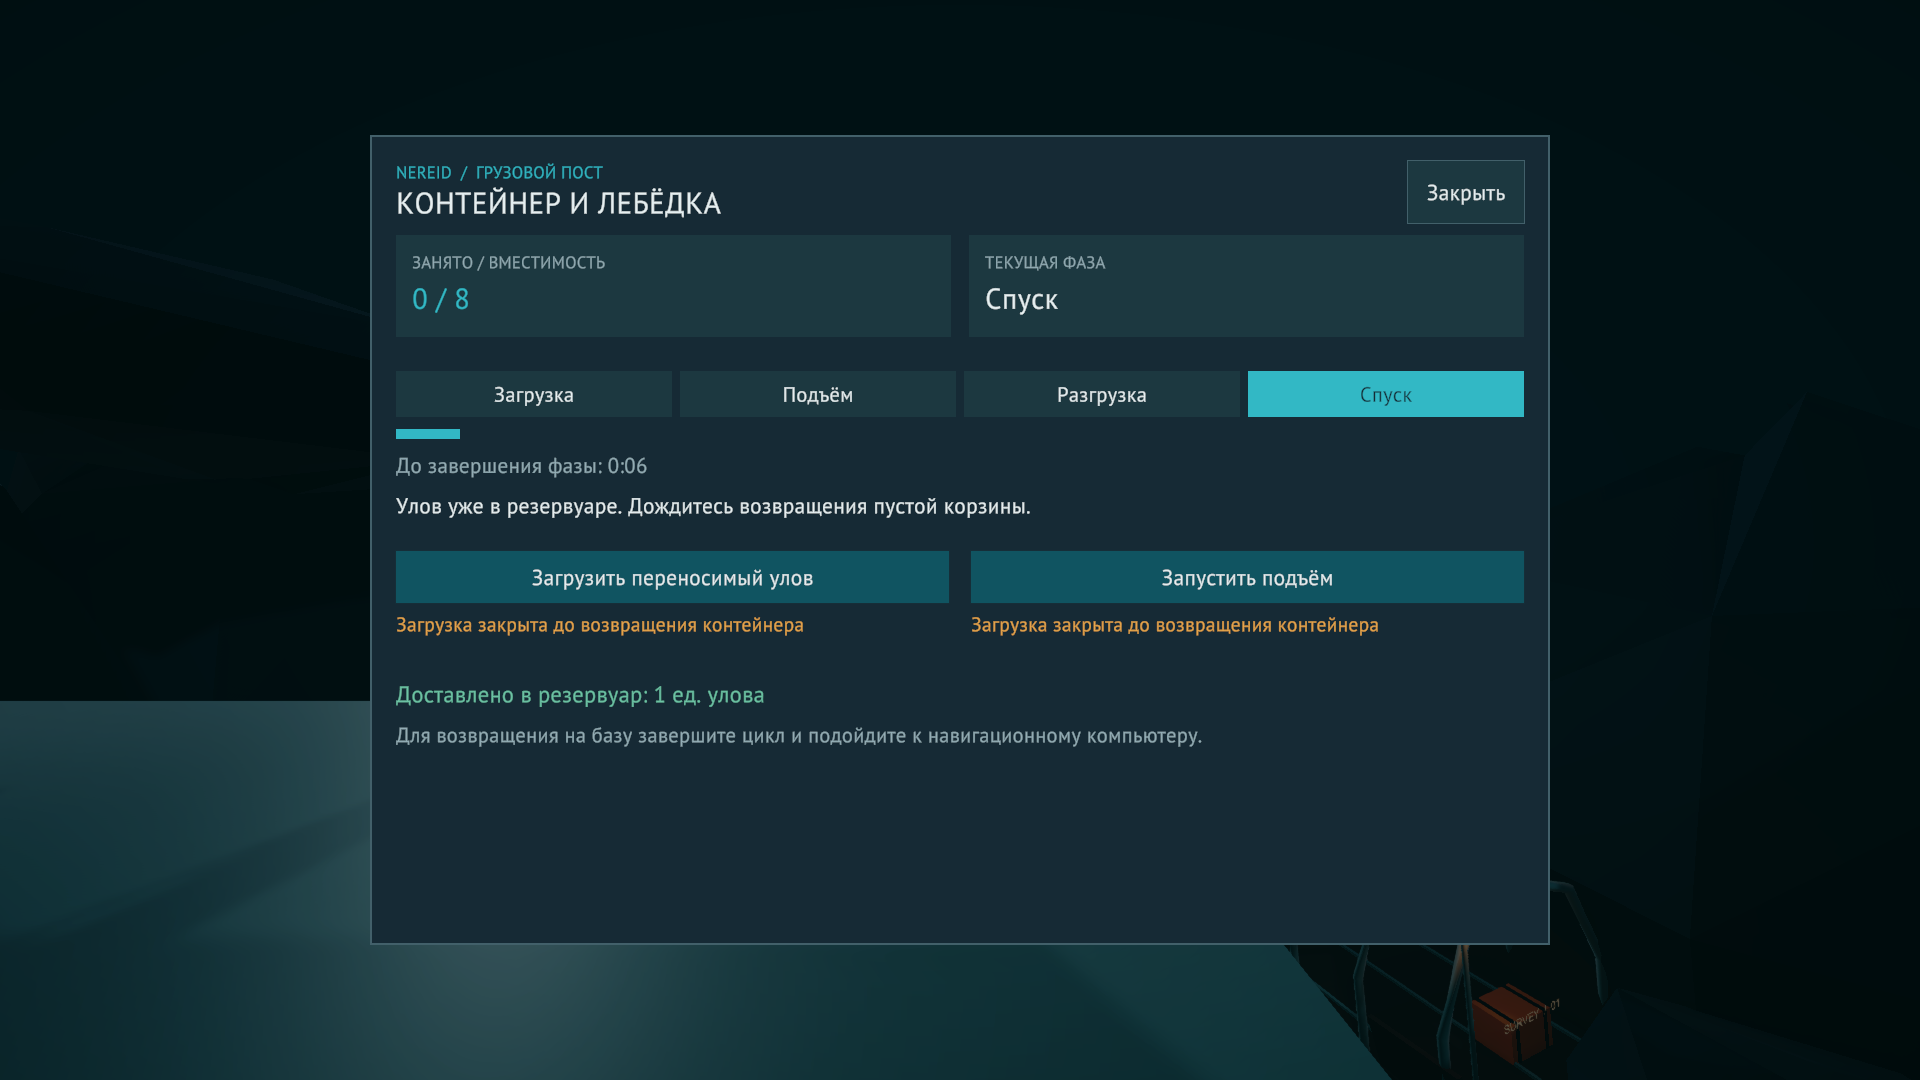 NEREID / ГРУЗОВОЙ ПОСТ
КОНТЕЙНЕР И ЛЕБЁДКА
Закрыть
ЗАНЯТО / ВМЕСТИМОСТЬ
0 / 8
ТЕКУЩАЯ ФАЗА
Спуск
Загрузка
Подъём
Разгрузка
Спуск
До завершения фазы: 0:06
Улов уже в резервуаре. Дождитесь возвращения пустой корзины.
Загрузить переносимый улов
Запустить подъём
Загрузка закрыта до возвращения контейнера
Загрузка закрыта до возвращения контейнера
Доставлено в резервуар: 1 ед. улова
Для возвращения на базу завершите цикл и подойдите к навигационному компьютеру.
SURVEY / 01